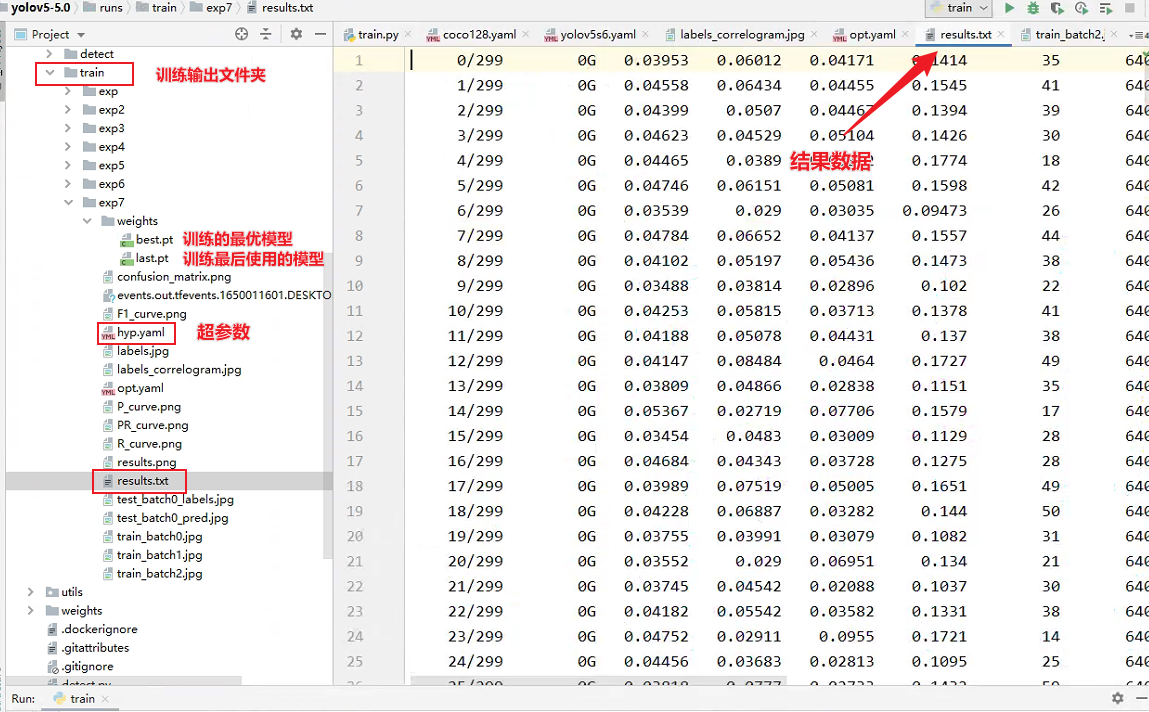 yolov5-5.0 runs train exp7 results.txt train
Project train.py coco128.yaml yolov5s6.yaml labels_correlogram.jpg opt.yaml results.txt train_batch2.
detect
train 训练输出文件夹
exp
exp2
exp3
exp4
exp5
exp6
exp7
weights
best.pt 训练的最优模型
last.pt 训练最后使用的模型
confusion_matrix.png
events.out.tfevents.1650011601.DESKTO
F1_curve.png
hyp.yaml 超参数
labels.jpg
labels_correlogram.jpg
opt.yaml
P_curve.png
PR_curve.png
R_curve.png
results.png
results.txt
test_batch0_labels.jpg
test_batch0_pred.jpg
train_batch0.jpg
train_batch1.jpg
train_batch2.jpg
utils
weights
.dockerignore
.gitattributes
.gitignore
detect.py
结果数据
1 0/299 0G 0.03953 0.06012 0.04171 0.1414 35 640
2 1/299 0G 0.04558 0.06434 0.04455 0.1545 41 640
3 2/299 0G 0.04399 0.0507 0.04467 0.1394 39 640
4 3/299 0G 0.04623 0.04529 0.05104 0.1426 30 640
5 4/299 0G 0.04465 0.0389 0.1774 18 640
6 5/299 0G 0.04746 0.06151 0.05081 0.1598 42 640
7 6/299 0G 0.03539 0.029 0.03035 0.09473 26 640
8 7/299 0G 0.04784 0.06652 0.04137 0.1557 44 640
9 8/299 0G 0.04102 0.05197 0.05436 0.1473 38 640
10 9/299 0G 0.03488 0.03814 0.02896 0.102 22 640
11 10/299 0G 0.04253 0.05815 0.03713 0.1378 41 640
12 11/299 0G 0.04188 0.05078 0.04431 0.137 38 640
13 12/299 0G 0.04147 0.08484 0.0464 0.1727 49 640
14 13/299 0G 0.03809 0.04866 0.02838 0.1151 35 640
15 14/299 0G 0.05367 0.02719 0.07706 0.1579 17 640
16 15/299 0G 0.03454 0.0483 0.03009 0.1129 28 640
17 16/299 0G 0.04684 0.04343 0.03728 0.1275 28 640
18 17/299 0G 0.03989 0.07519 0.05005 0.1651 49 640
19 18/299 0G 0.04228 0.06887 0.03282 0.144 50 640
20 19/299 0G 0.03755 0.03991 0.03079 0.1082 31 640
21 20/299 0G 0.03552 0.029 0.06951 0.134 21 640
22 21/299 0G 0.03745 0.04542 0.02088 0.1037 30 640
23 22/299 0G 0.04182 0.05542 0.03582 0.1331 38 640
24 23/299 0G 0.04752 0.02911 0.0955 0.1721 14 640
25 24/299 0G 0.04456 0.03683 0.02813 0.1095 25 640
Run: train